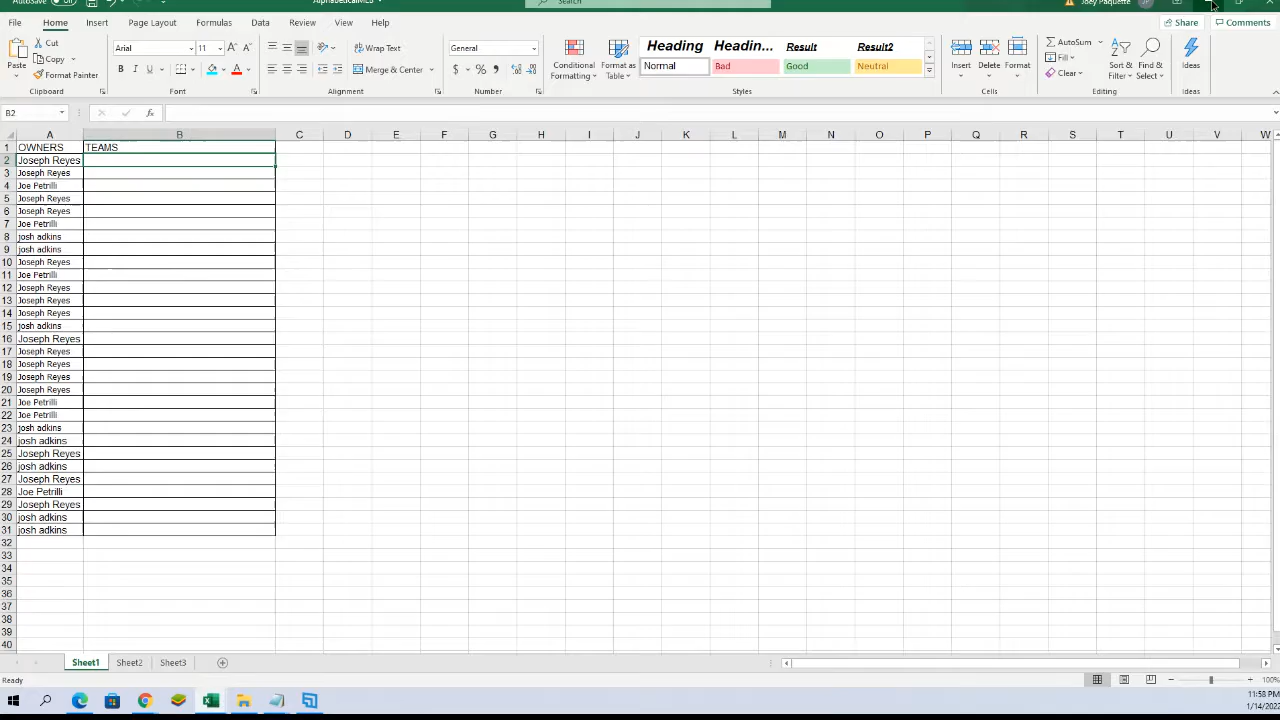 AutoSave Off AlphabeticalMLB Search Joey Paquette JP
File Home Insert Page Layout Formulas Data Review View Help Share Comments
Cut Arial 11 Wrap Text General Heading Headin... Result Result2 AutoSum
Copy Fill
Paste Format Painter Merge & Center Conditional Formatting Format as Table Normal Bad Good Neutral Insert Delete Format Clear Sort & Filter Find & Select Ideas
Clipboard Font Alignment Number Styles Cells Editing Ideas
B2 fx
A B C D E F G H I J K L M N O P Q R S T U V W
1 OWNERS TEAMS
2 Joseph Reyes
3 Joseph Reyes
4 Joe Petrilli
5 Joseph Reyes
6 Joseph Reyes
7 Joe Petrilli
8 josh adkins
9 josh adkins
10 Joseph Reyes
11 Joe Petrilli
12 Joseph Reyes
13 Joseph Reyes
14 Joseph Reyes
15 josh adkins
16 Joseph Reyes
17 Joseph Reyes
18 Joseph Reyes
19 Joseph Reyes
20 Joseph Reyes
21 Joe Petrilli
22 Joe Petrilli
23 josh adkins
24 josh adkins
25 Joseph Reyes
26 josh adkins
27 Joseph Reyes
28 Joe Petrilli
29 Joseph Reyes
30 josh adkins
31 josh adkins
32
33
34
35
36
37
38
39
40
Sheet1 Sheet2 Sheet3
Ready 100%
11:58 PM
1/14/2022